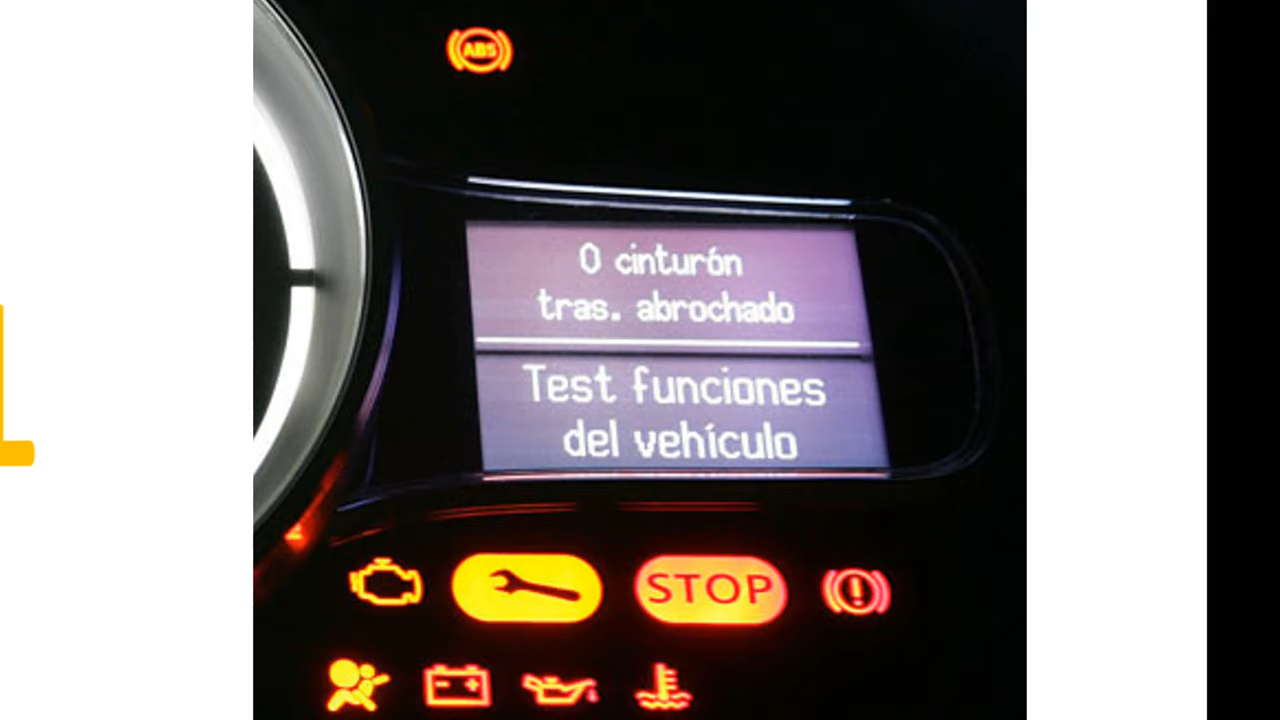 ABS
0 cinturón
tras. abrochado
Test funciones
del vehículo
STOP